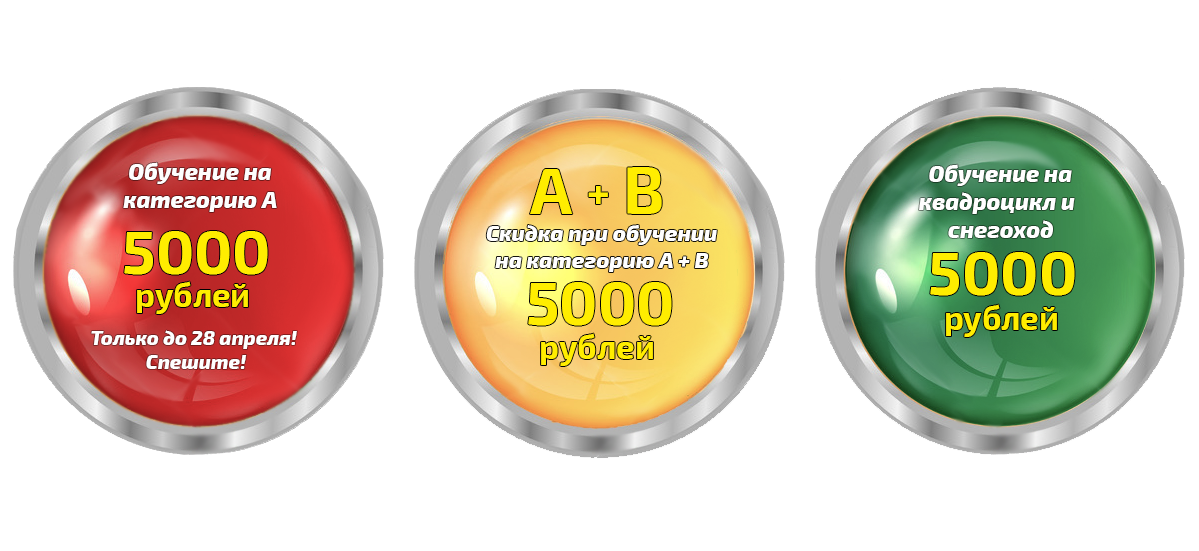 Обучение на
категорию А
5000
рублей
Только до 28 апреля!
Спешите!
А + В
Скидка при обучении
на категорию А + В
5000
рублей
Обучение на
квадроцикл и
снегоход
5000
рублей